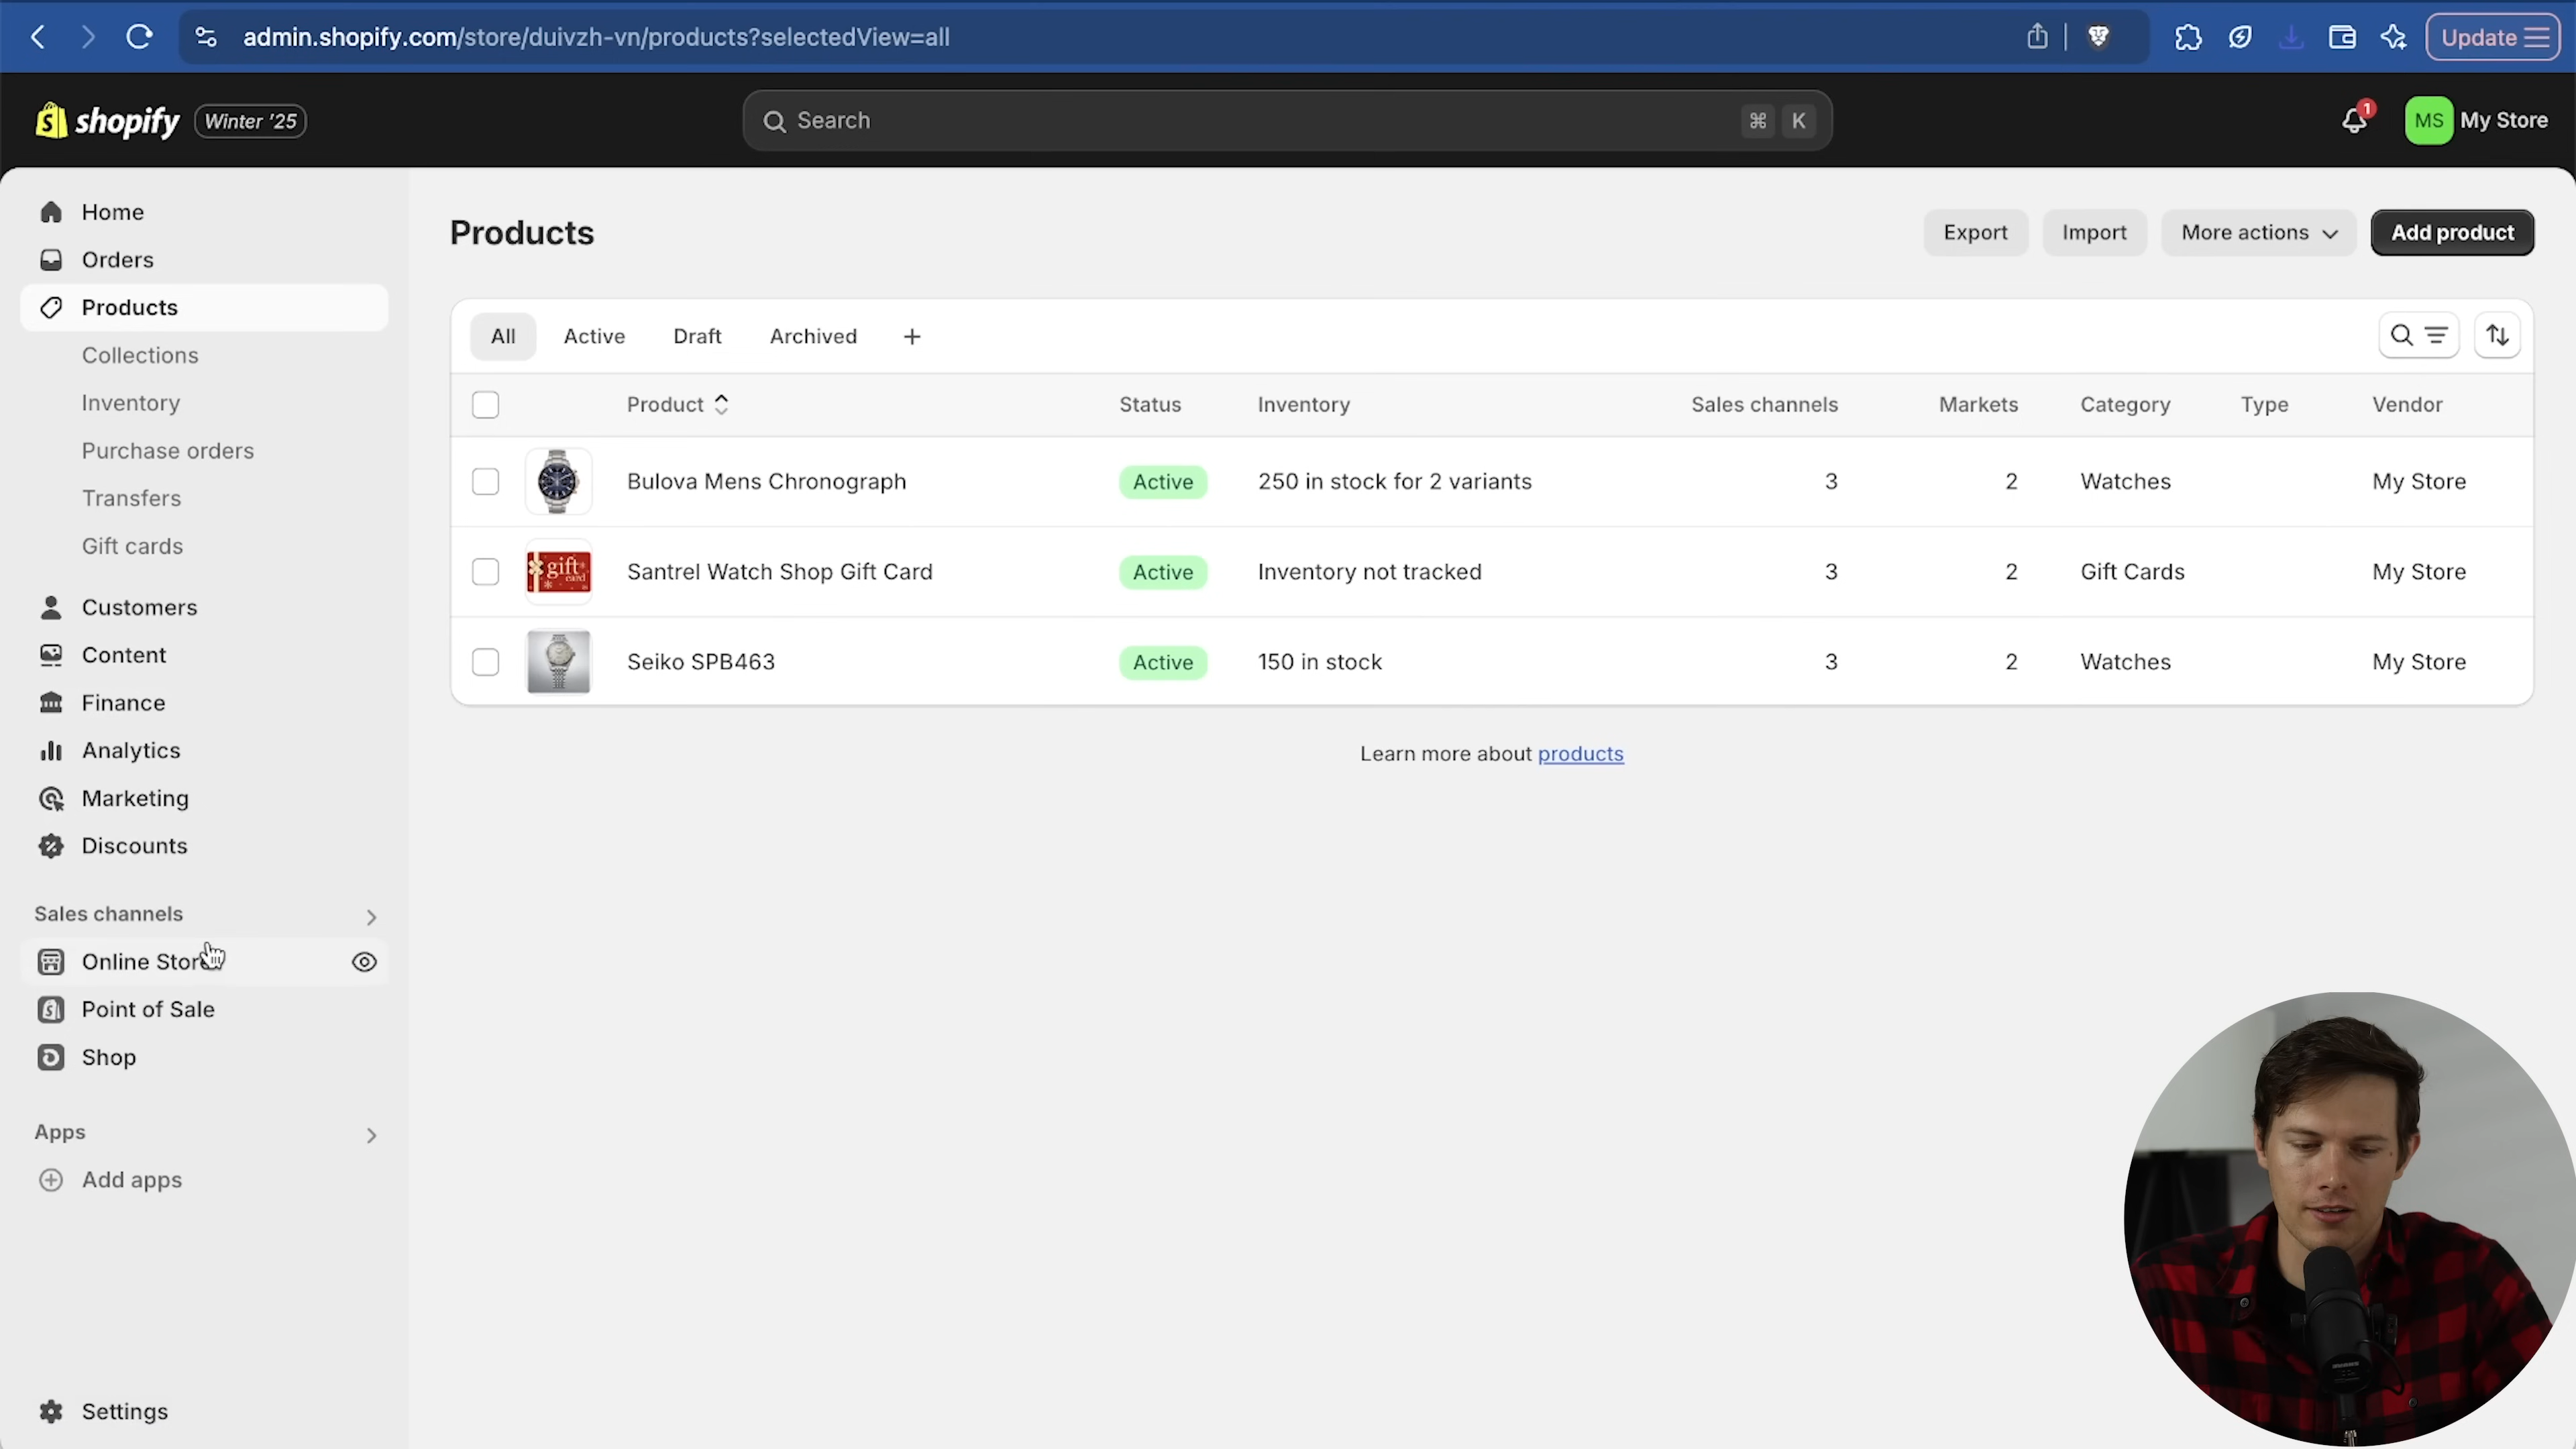 admin.shopify.com/store/duivzh-vn/products?selectedView=all
Update
shopify
Winter '25
Search
⌘ K
1
MS
My Store
Home
Orders
Products
Collections
Inventory
Purchase orders
Transfers
Gift cards
Customers
Content
Finance
Analytics
Marketing
Discounts
Sales channels
Online Store
Point of Sale
Shop
Apps
Add apps
Settings
Products
Export
Import
More actions
Add product
All
Active
Draft
Archived
+
Product Status Inventory Sales channels Markets Category Type Vendor
Bulova Mens Chronograph Active 250 in stock for 2 variants 3 2 Watches My Store
gift
card
Santrel Watch Shop Gift Card Active Inventory not tracked 3 2 Gift Cards My Store
Seiko SPB463 Active 150 in stock 3 2 Watches My Store
Learn more about products